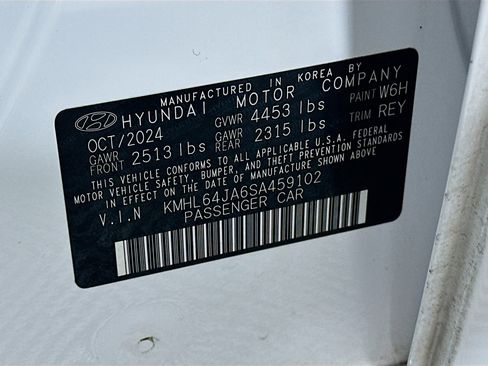 MANUFACTURED IN KOREA BY
HYUNDAI MOTOR COMPANY
OCT/2024 GVWR 4453 lbs PAINT W6H
GAWR FRONT 2513 lbs GAWR REAR 2315 lbs TRIM REY
THIS VEHICLE CONFORMS TO ALL APPLICABLE U.S.A. FEDERAL
MOTOR VEHICLE SAFETY, BUMPER, AND THEFT PREVENTION STANDARDS
IN EFFECT ON THE DATE OF MANUFACTURE SHOWN ABOVE
V.I.N KMHL64JA6SA459102
PASSENGER CAR